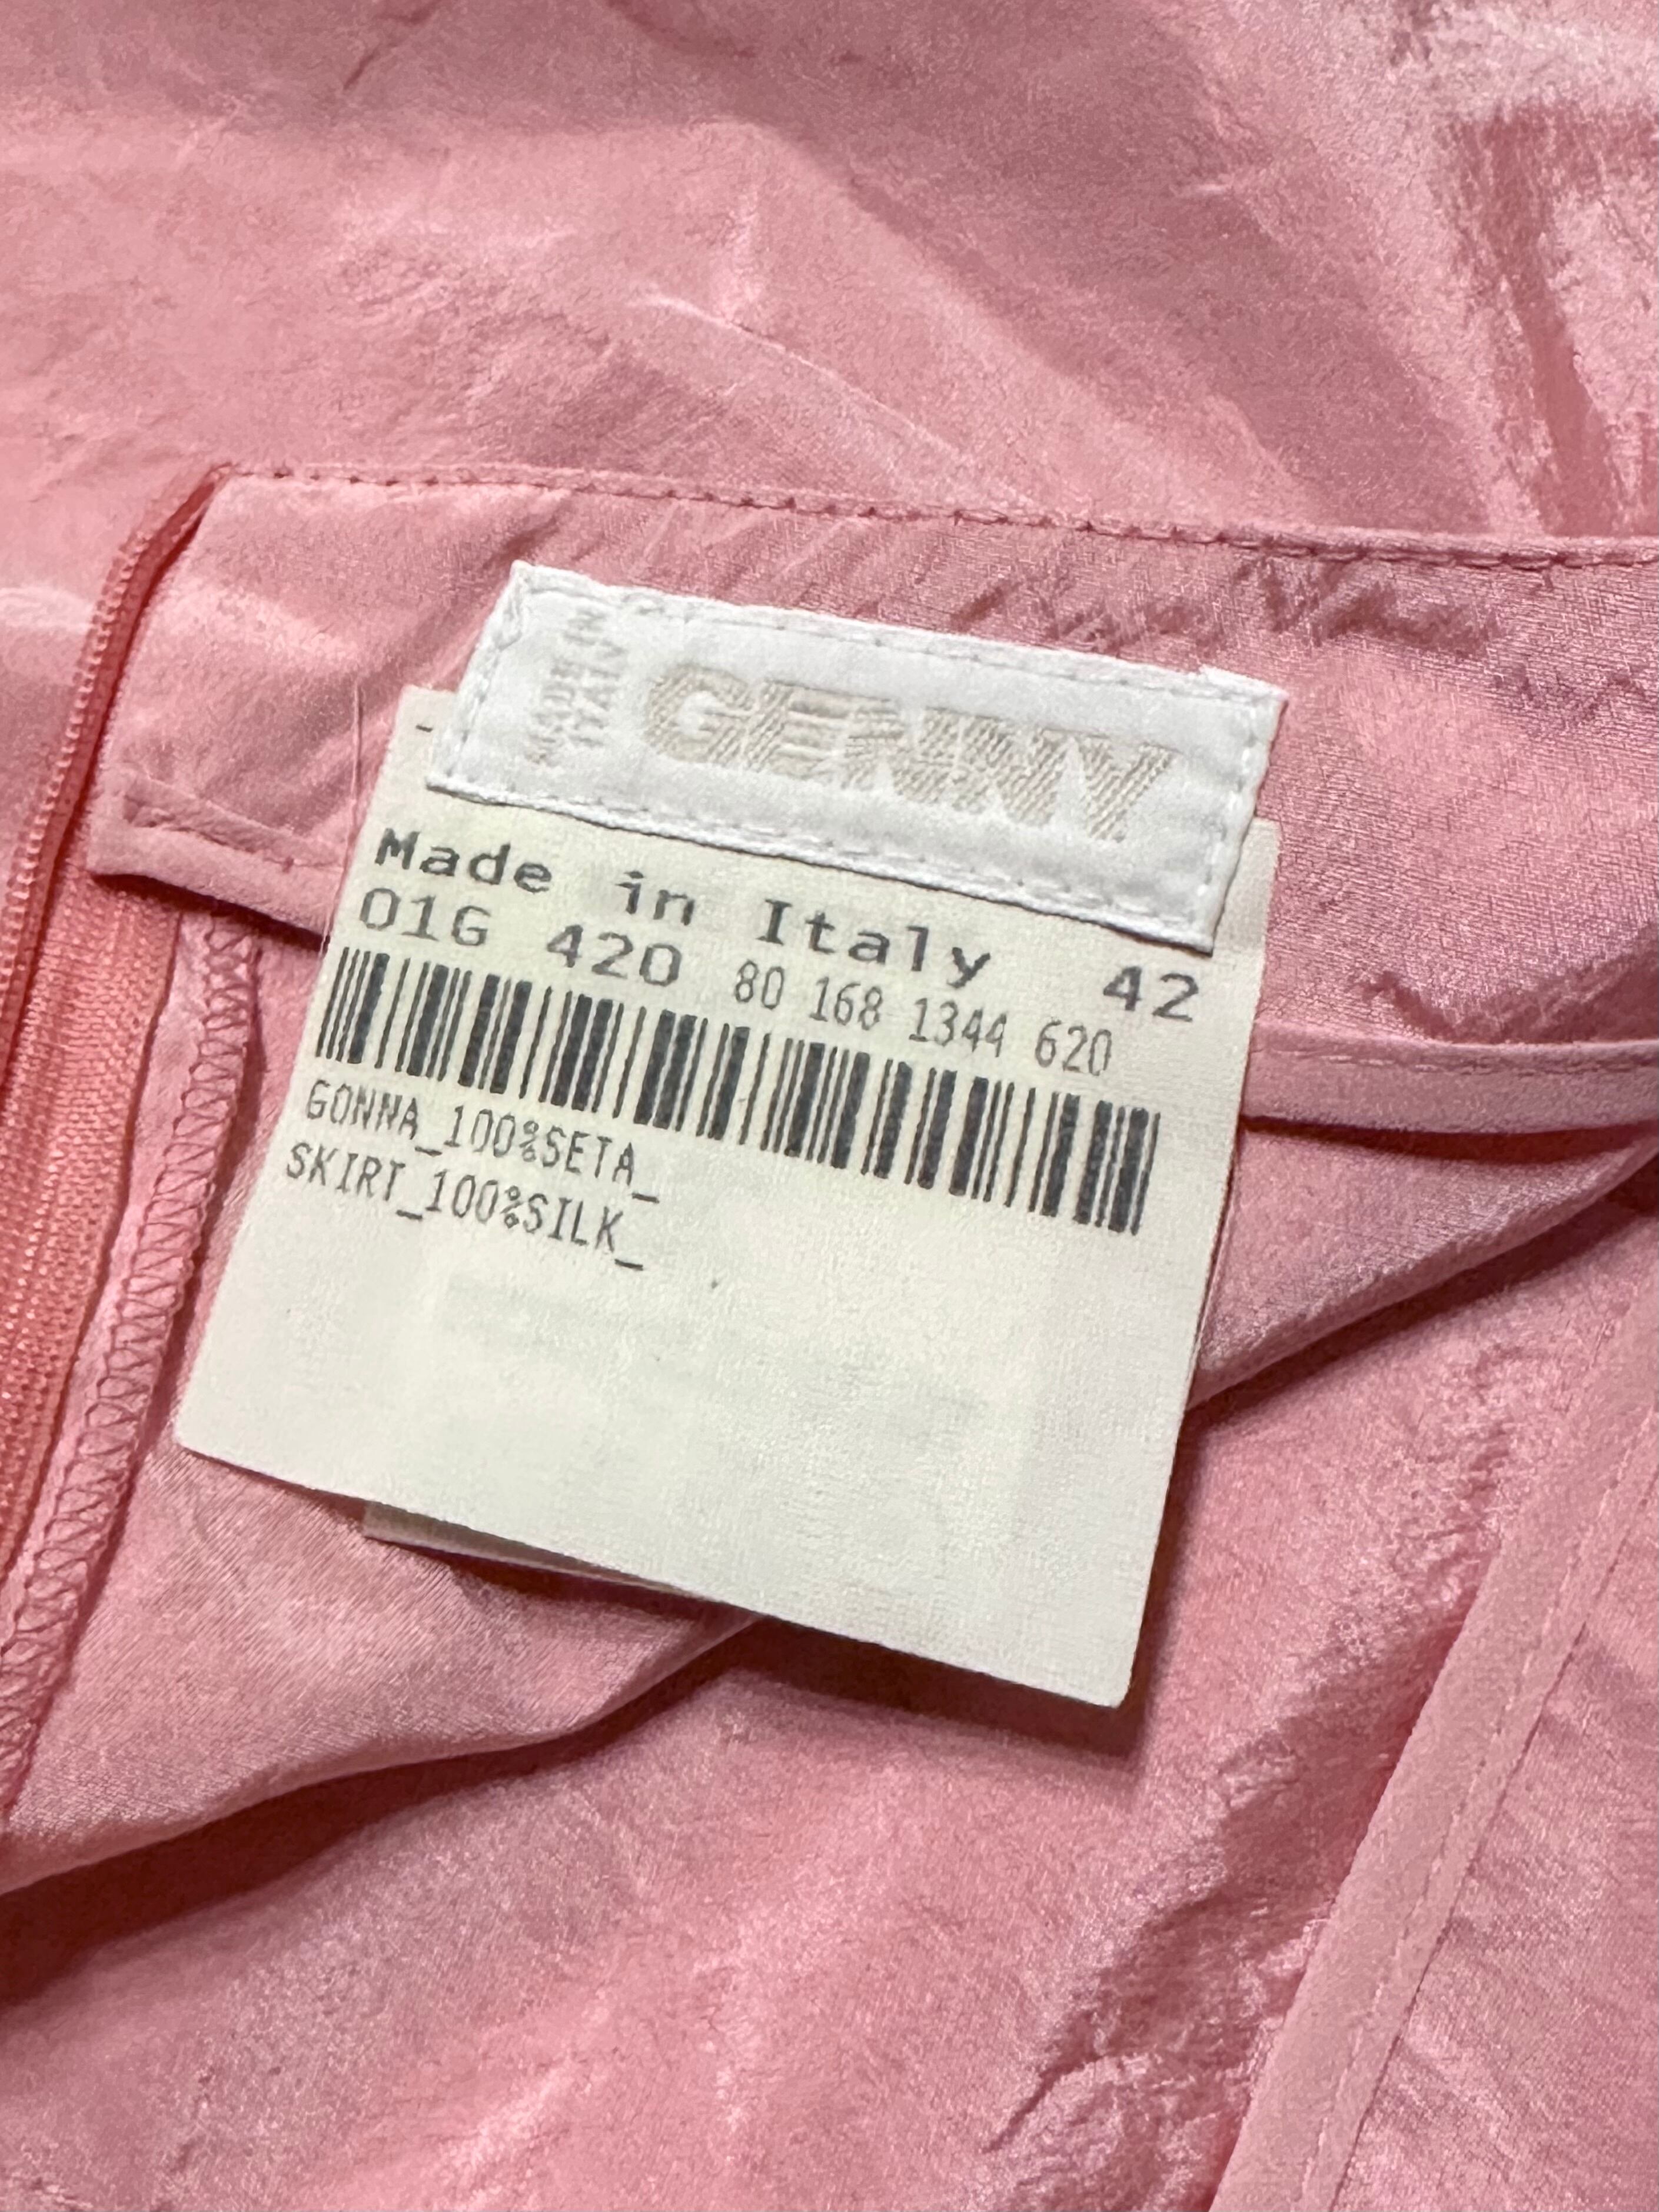 MADE IN
ITALY
GENNY
Made in Italy 42
01G 420 80 168 1344 620
GONNA_100%SETA_
SKIRT_100%SILK_